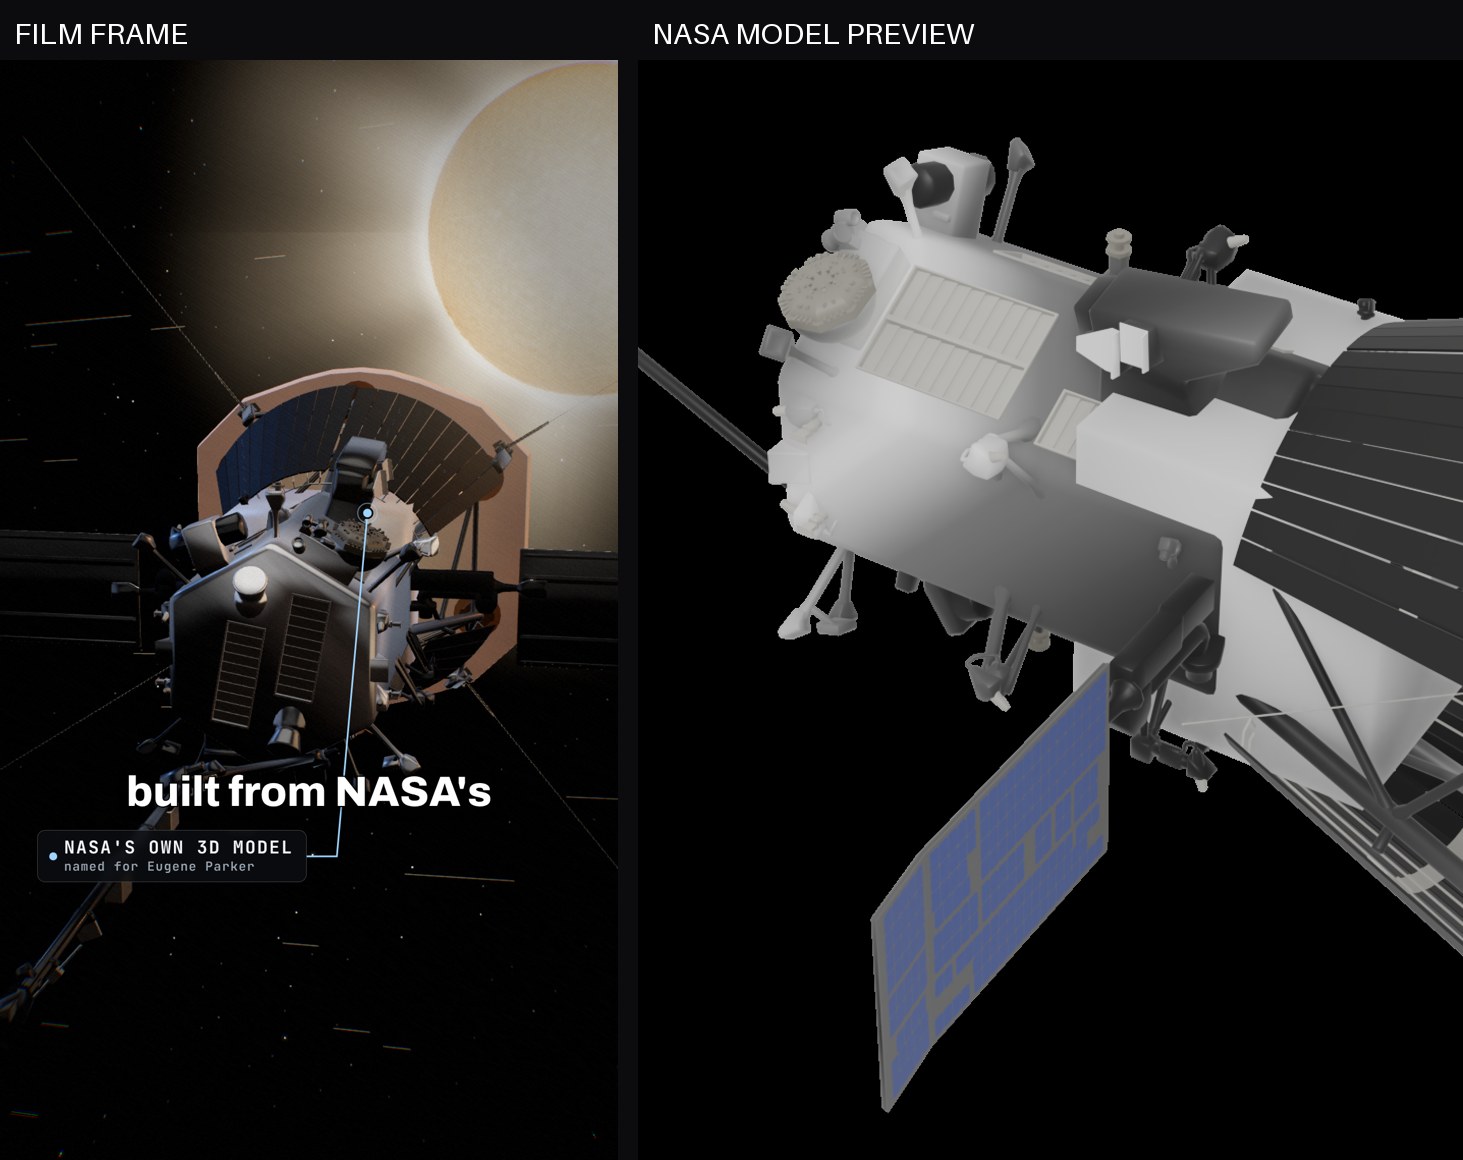 FILM FRAME
NASA MODEL PREVIEW
built from NASA's
NASA'S OWN 3D MODEL
named for Eugene Parker